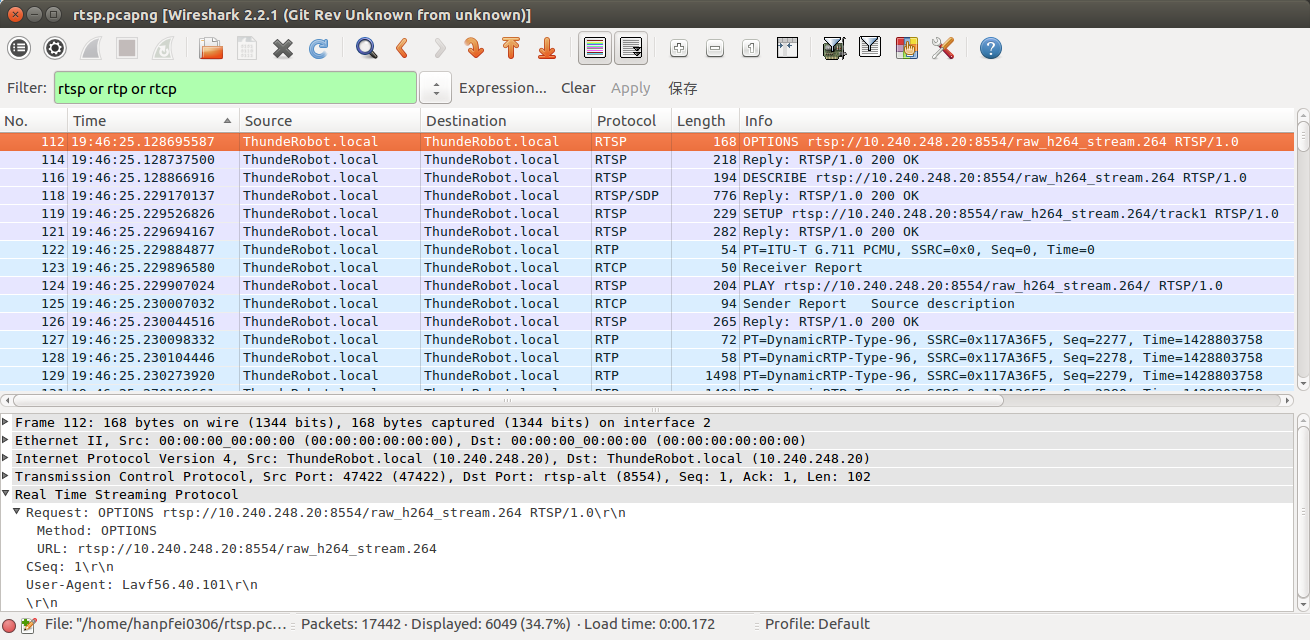 rtsp.pcapng [Wireshark 2.2.1 (Git Rev Unknown from unknown)]
Filter: rtsp or rtp or rtcp Expression... Clear Apply 保存
No. Time Source Destination Protocol Length Info
112 19:46:25.128695587 ThundeRobot.local ThundeRobot.local RTSP 168 OPTIONS rtsp://10.240.248.20:8554/raw_h264_stream.264 RTSP/1.0
114 19:46:25.128737500 ThundeRobot.local ThundeRobot.local RTSP 218 Reply: RTSP/1.0 200 OK
116 19:46:25.128866916 ThundeRobot.local ThundeRobot.local RTSP 194 DESCRIBE rtsp://10.240.248.20:8554/raw_h264_stream.264 RTSP/1.0
118 19:46:25.229170137 ThundeRobot.local ThundeRobot.local RTSP/SDP 776 Reply: RTSP/1.0 200 OK
119 19:46:25.229526826 ThundeRobot.local ThundeRobot.local RTSP 229 SETUP rtsp://10.240.248.20:8554/raw_h264_stream.264/track1 RTSP/1.0
121 19:46:25.229694167 ThundeRobot.local ThundeRobot.local RTSP 282 Reply: RTSP/1.0 200 OK
122 19:46:25.229884877 ThundeRobot.local ThundeRobot.local RTP 54 PT=ITU-T G.711 PCMU, SSRC=0x0, Seq=0, Time=0
123 19:46:25.229896580 ThundeRobot.local ThundeRobot.local RTCP 50 Receiver Report
124 19:46:25.229907024 ThundeRobot.local ThundeRobot.local RTSP 204 PLAY rtsp://10.240.248.20:8554/raw_h264_stream.264/ RTSP/1.0
125 19:46:25.230007032 ThundeRobot.local ThundeRobot.local RTCP 94 Sender Report Source description
126 19:46:25.230044516 ThundeRobot.local ThundeRobot.local RTSP 265 Reply: RTSP/1.0 200 OK
127 19:46:25.230098332 ThundeRobot.local ThundeRobot.local RTP 72 PT=DynamicRTP-Type-96, SSRC=0x117A36F5, Seq=2277, Time=1428803758
128 19:46:25.230104446 ThundeRobot.local ThundeRobot.local RTP 58 PT=DynamicRTP-Type-96, SSRC=0x117A36F5, Seq=2278, Time=1428803758
129 19:46:25.230273920 ThundeRobot.local ThundeRobot.local RTP 1498 PT=DynamicRTP-Type-96, SSRC=0x117A36F5, Seq=2279, Time=1428803758
Frame 112: 168 bytes on wire (1344 bits), 168 bytes captured (1344 bits) on interface 2
Ethernet II, Src: 00:00:00_00:00:00 (00:00:00:00:00:00), Dst: 00:00:00_00:00:00 (00:00:00:00:00:00)
Internet Protocol Version 4, Src: ThundeRobot.local (10.240.248.20), Dst: ThundeRobot.local (10.240.248.20)
Transmission Control Protocol, Src Port: 47422 (47422), Dst Port: rtsp-alt (8554), Seq: 1, Ack: 1, Len: 102
Real Time Streaming Protocol
Request: OPTIONS rtsp://10.240.248.20:8554/raw_h264_stream.264 RTSP/1.0\r\n
Method: OPTIONS
URL: rtsp://10.240.248.20:8554/raw_h264_stream.264
CSeq: 1\r\n
User-Agent: Lavf56.40.101\r\n
\r\n
File: "/home/hanpfei0306/rtsp.pc... Packets: 17442 · Displayed: 6049 (34.7%) · Load time: 0:00.172 Profile: Default